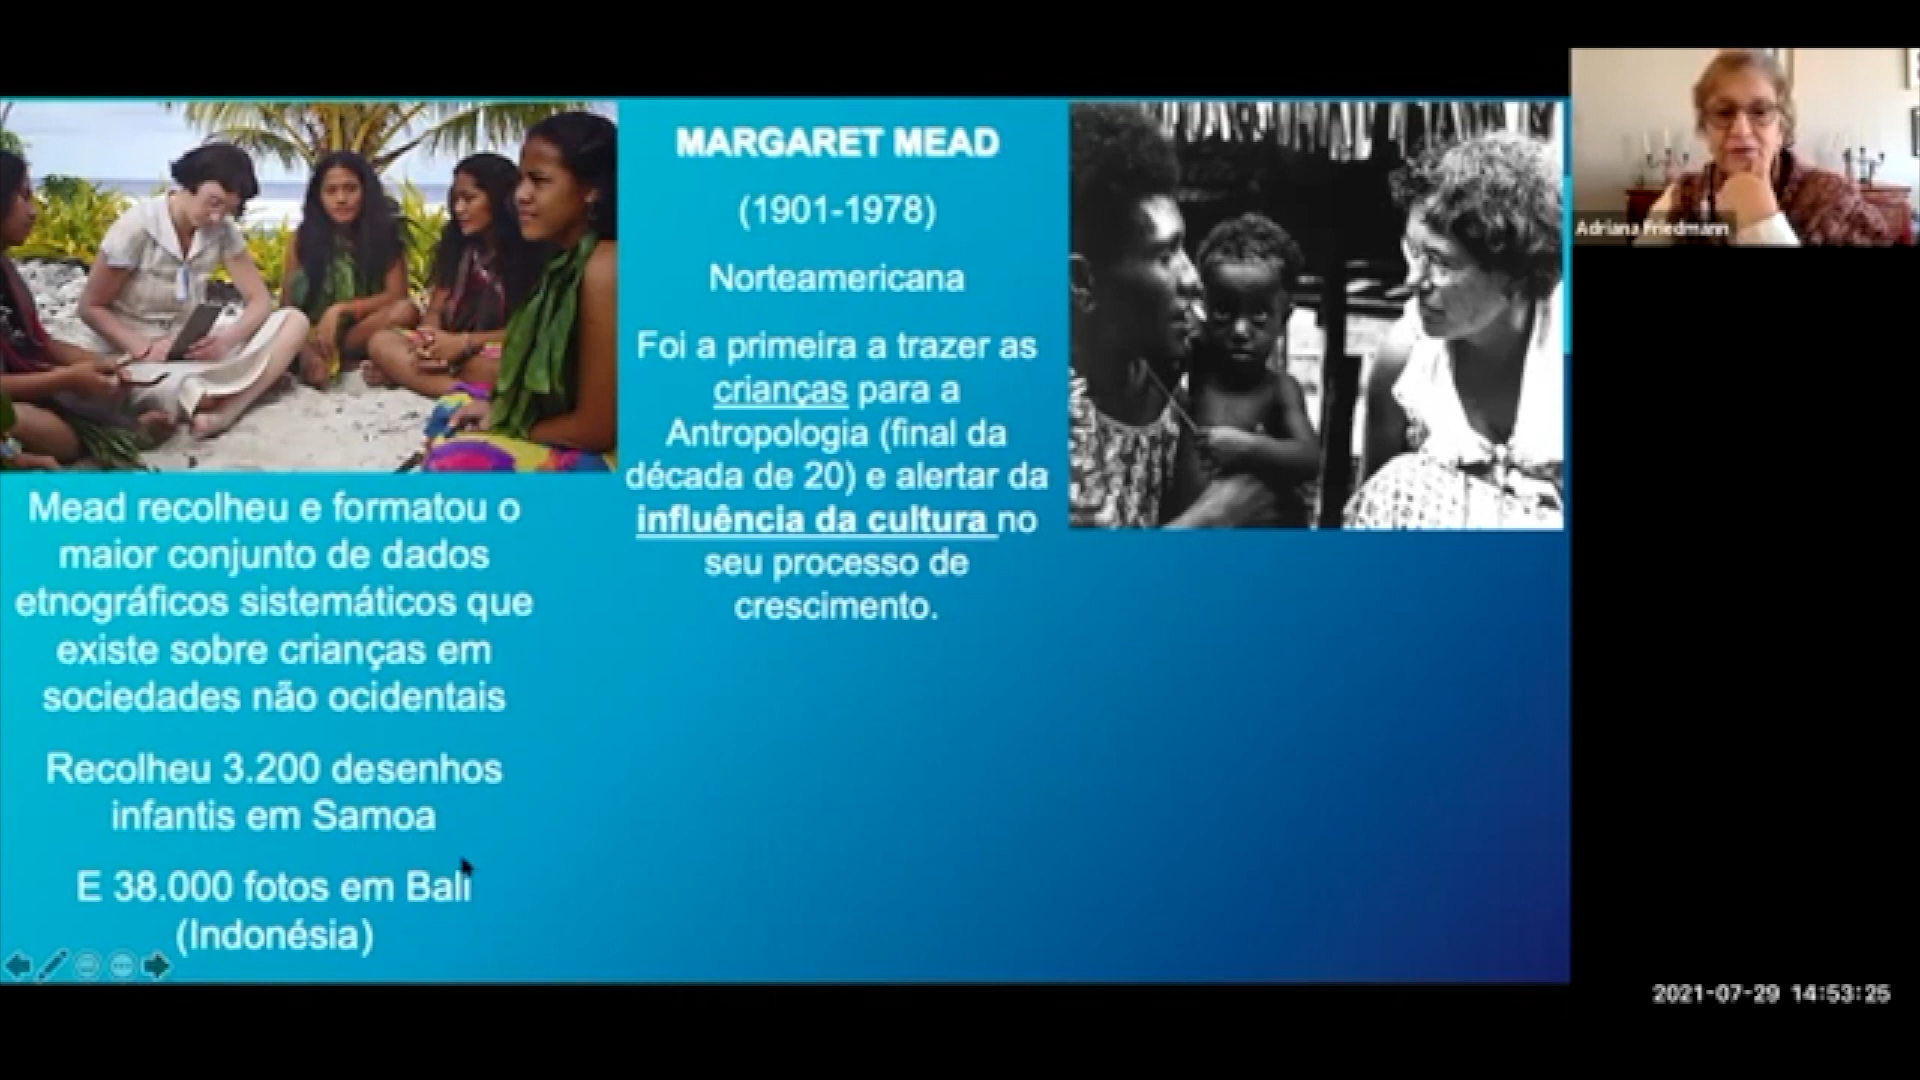 MARGARET MEAD
(1901-1978)
Norteamericana
Foi a primeira a trazer as
crianças para a
Antropologia (final da
década de 20) e alertar da
influência da cultura no
seu processo de
crescimento.
Mead recolheu e formatou o
maior conjunto de dados
etnográficos sistemáticos que
existe sobre crianças em
sociedades não ocidentais
Recolheu 3.200 desenhos
infantis em Samoa
E 38.000 fotos em Bali
(Indonésia)
Adriana Friedmann
2021-07-29 14:53:25